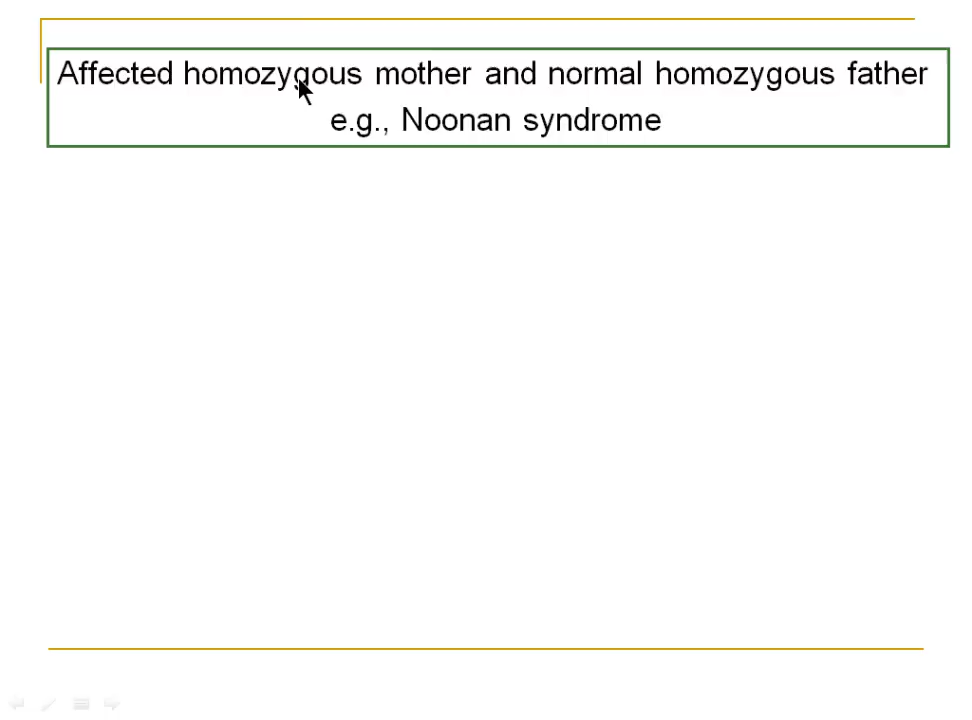 Affected homozygous mother and normal homozygous father
e.g., Noonan syndrome